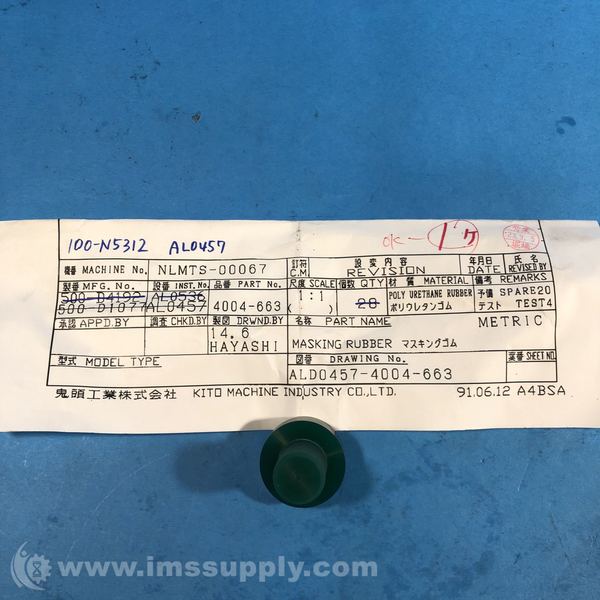 100-N5312 AL0457
OK-1ケ
機番 MACHINE No. NLMTS-00067 訂符 C.M. 設変内容 REVISION 年月日 DATE 氏名 REVISED BY
製番 MFG. No. 設番 INST. No. 品番 PART No. 尺度 SCALE 個数 QTY 材質 MATERIAL 備考 REMARKS
500-D4192 AL0536 4004-663 1:1 28 POLY URETHANE RUBBER 予備 SPARE20
500-D1077 AL0457 ( ) ポリウレタンゴム テスト TEST4
承認 APPD.BY 調査 CHKD.BY 製図 DRWND.BY 名称 PART NAME METRIC
14.6
HAYASHI MASKING RUBBER マスキングゴム
型式 MODEL TYPE 図番 DRAWING No. 葉番 SHEET NO.
ALD0457-4004-663
鬼頭工業株式会社 KITO MACHINE INDUSTRY CO.,LTD. 91.06.12 A4BSA
www.imssupply.com